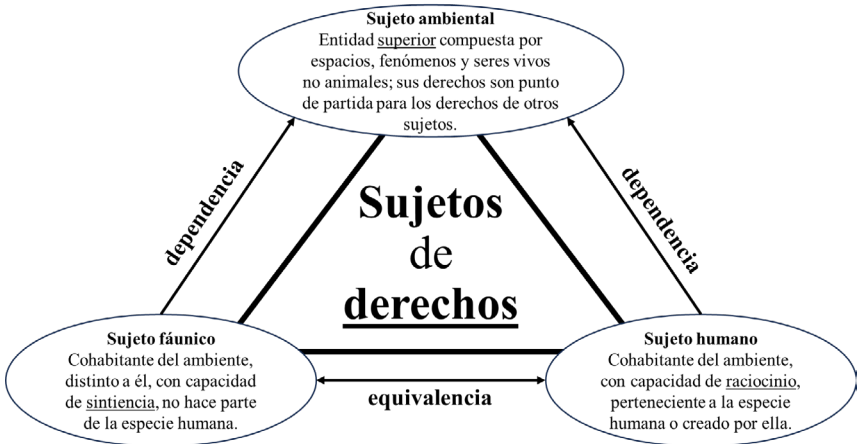 Sujeto ambiental
Entidad superior compuesta por
espacios, fenómenos y seres vivos
no animales; sus derechos son punto
de partida para los derechos de otros
sujetos.
dependencia
dependencia
Sujetos
de
derechos
Sujeto fáunico
Cohabitante del ambiente,
distinto a él, con capacidad
de sintiencia, no hace parte
de la especie humana.
equivalencia
Sujeto humano
Cohabitante del ambiente,
con capacidad de raciocinio,
perteneciente a la especie
humana o creado por ella.